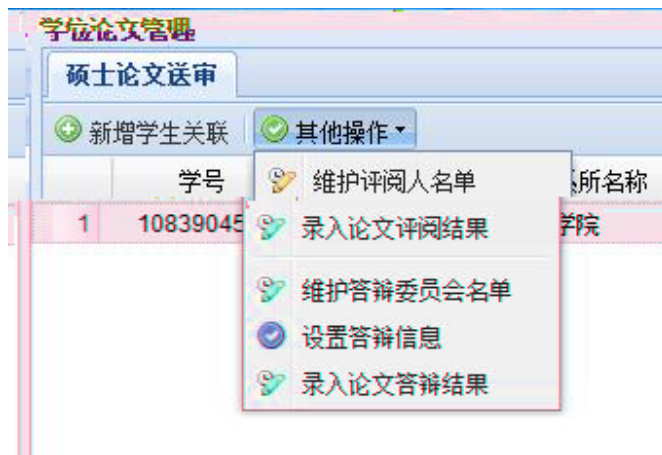 学位论文管理
硕士论文送审
新增学生关联 其他操作
学号 所名称
维护评阅人名单
1 10839045 学院
录入论文评阅结果
维护答辩委员会名单
设置答辩信息
录入论文答辩结果